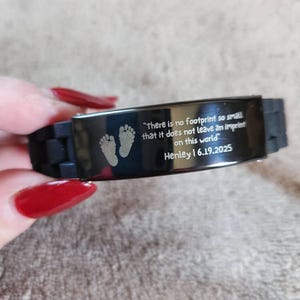 "There is no footprint so small
that it does not leave an imprint
on this world"
Henley | 6.19.2025